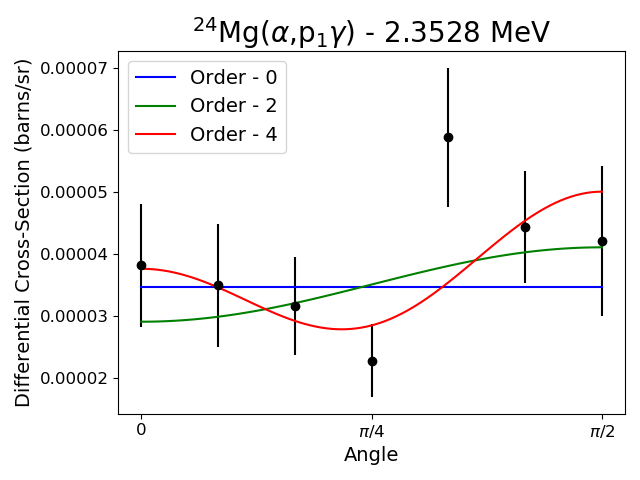 ²⁴Mg(α,p₁γ) - 2.3528 MeV
Differential Cross-Section (barns/sr)
0.00007
0.00006
0.00005
0.00004
0.00003
0.00002
Order - 0
Order - 2
Order - 4
0
π/4
π/2
Angle